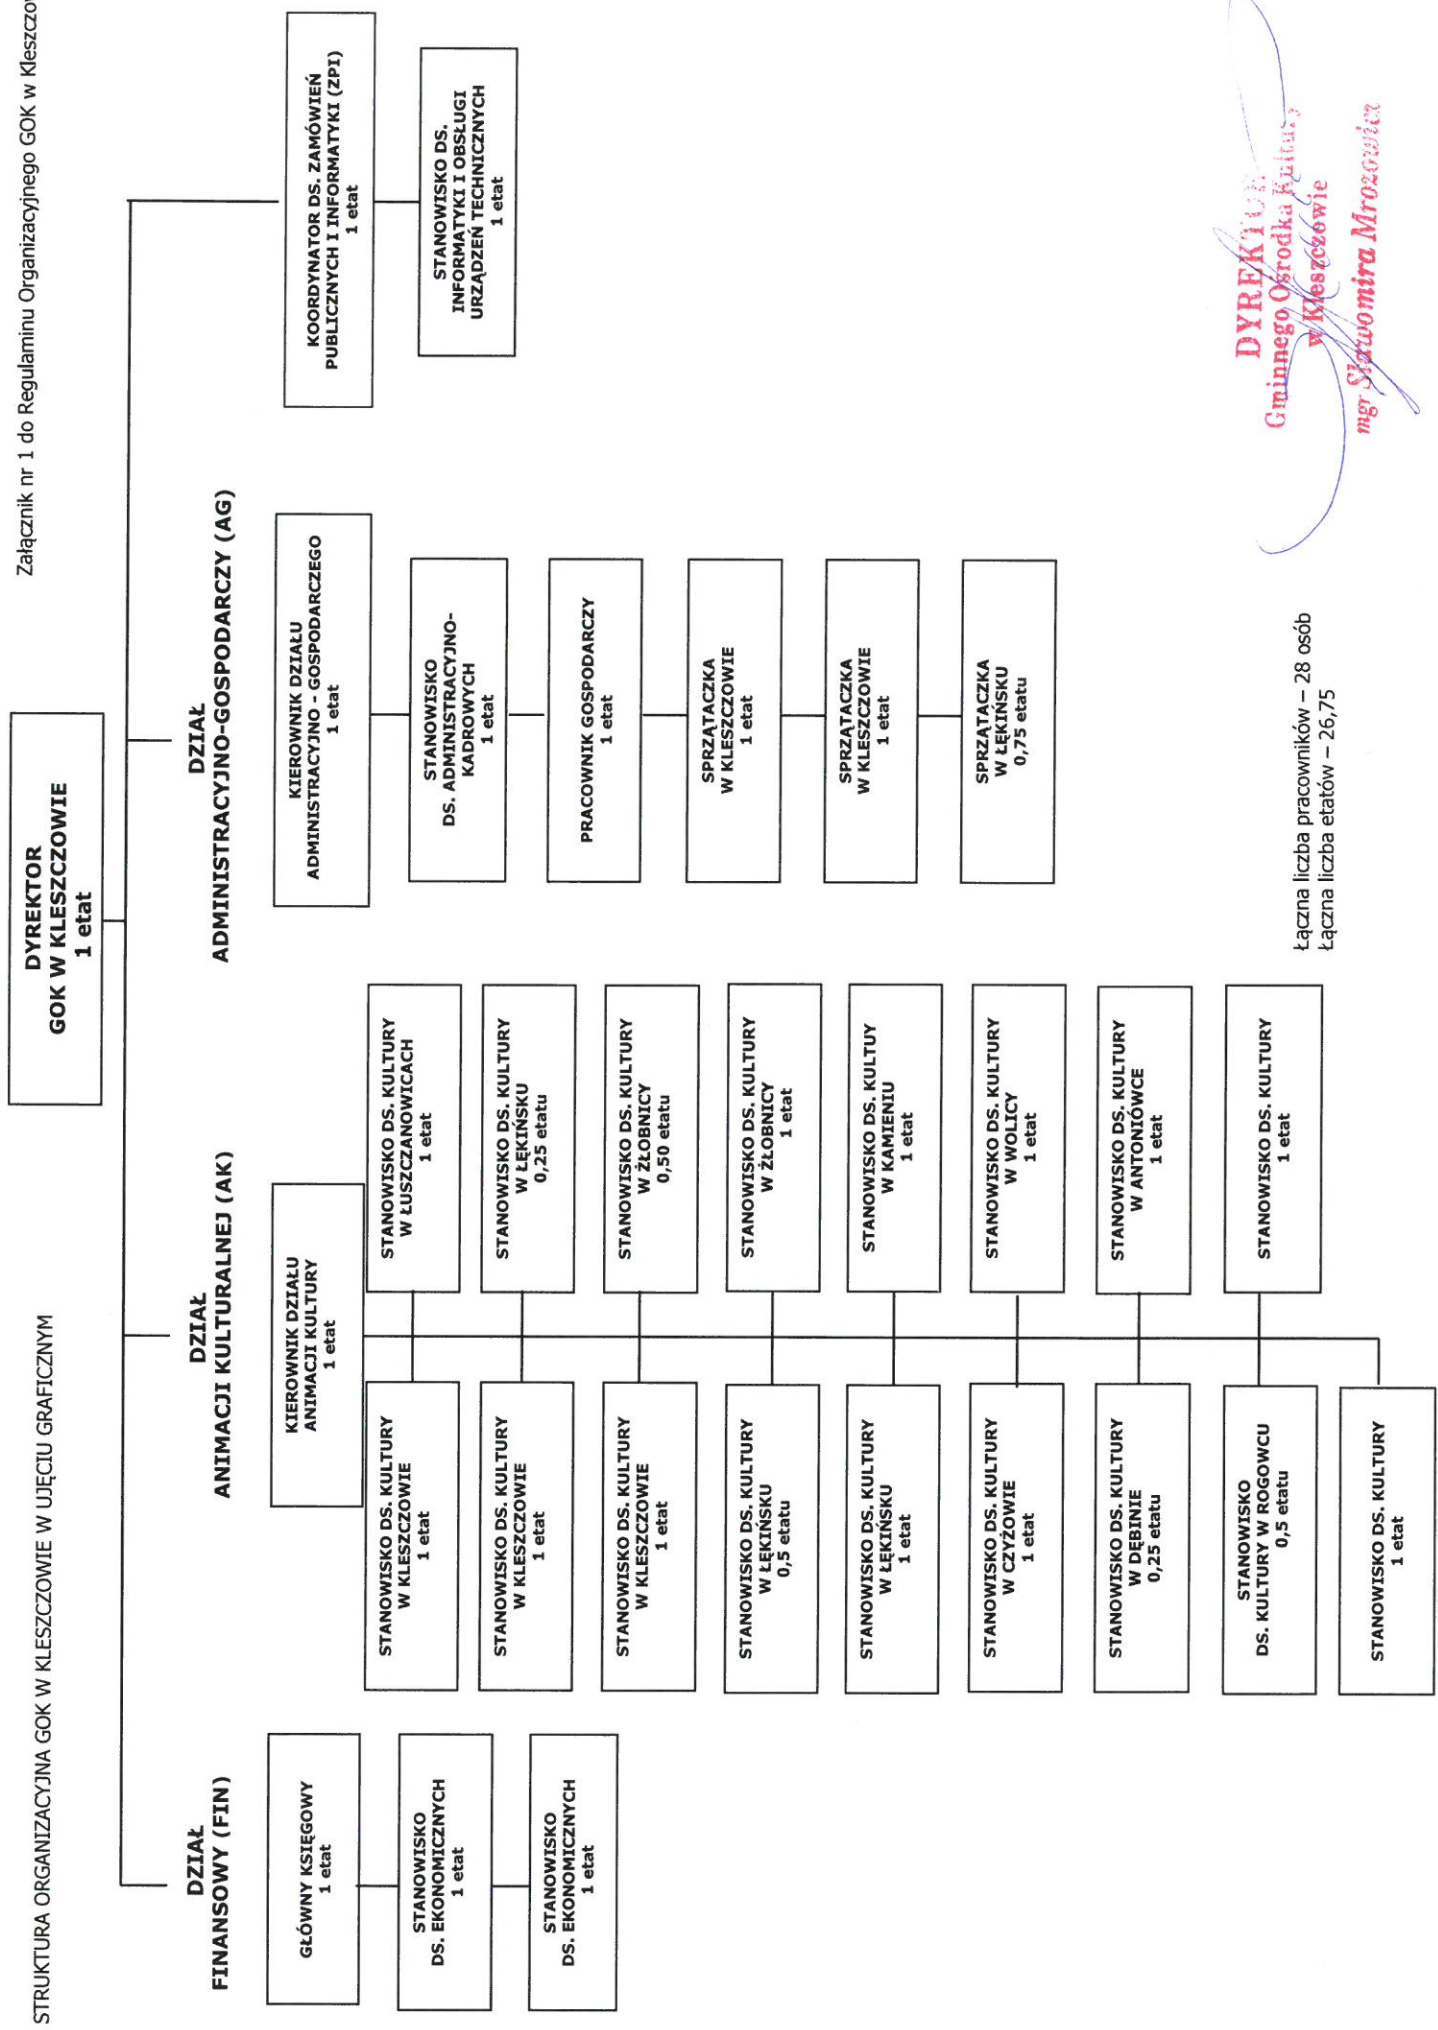 Załącznik nr 1 do Regulaminu Organizacyjnego GOK w Kleszczow
STRUKTURA ORGANIZACYJNA GOK W KLESZCZOWIE W UJĘCIU GRAFICZNYM
DYREKTOR
GOK W KLESZCZOWIE
1 etat
DZIAŁ
FINANSOWY (FIN)
GŁÓWNY KSIĘGOWY
1 etat
STANOWISKO
DS. EKONOMICZNYCH
1 etat
STANOWISKO
DS. EKONOMICZNYCH
1 etat
DZIAŁ
ANIMACJI KULTURALNEJ (AK)
KIEROWNIK DZIAŁU
ANIMACJI KULTURY
1 etat
STANOWISKO DS. KULTURY
W KLESZCZOWIE
1 etat
STANOWISKO DS. KULTURY
W ŁUSZCZANOWICACH
1 etat
STANOWISKO DS. KULTURY
W KLESZCZOWIE
1 etat
STANOWISKO DS. KULTURY
W ŁĘKIŃSKU
0,25 etatu
STANOWISKO DS. KULTURY
W KLESZCZOWIE
1 etat
STANOWISKO DS. KULTURY
W ŻŁOBNICY
0,50 etatu
STANOWISKO DS. KULTURY
W ŁĘKIŃSKU
0,5 etatu
STANOWISKO DS. KULTURY
W ŻŁOBNICY
1 etat
STANOWISKO DS. KULTURY
W ŁĘKIŃSKU
1 etat
STANOWISKO DS. KULTUY
W KAMIENIU
1 etat
STANOWISKO DS. KULTURY
W CZYŻOWIE
1 etat
STANOWISKO DS. KULTURY
W WOLICY
1 etat
STANOWISKO DS. KULTURY
W DĘBINIE
0,25 etatu
STANOWISKO DS. KULTURY
W ANTONIÓWCE
1 etat
STANOWISKO
DS. KULTURY W ROGOWCU
0,5 etatu
STANOWISKO DS. KULTURY
1 etat
STANOWISKO DS. KULTURY
1 etat
DZIAŁ
ADMINISTRACYJNO-GOSPODARCZY (AG)
KIEROWNIK DZIAŁU
ADMINISTRACYJNO - GOSPODARCZEGO
1 etat
STANOWISKO
DS. ADMINISTRACYJNO-
KADROWYCH
1 etat
PRACOWNIK GOSPODARCZY
1 etat
SPRZĄTACZKA
W KLESZCZOWIE
1 etat
SPRZĄTACZKA
W KLESZCZOWIE
1 etat
SPRZĄTACZKA
W ŁĘKIŃSKU
0,75 etatu
KOORDYNATOR DS. ZAMÓWIEŃ
PUBLICZNYCH I INFORMATYKI (ZPI)
1 etat
STANOWISKO DS.
INFORMATYKI I OBSŁUGI
URZĄDZEŃ TECHNICZNYCH
1 etat
Łączna liczba pracowników – 28 osób
Łączna liczba etatów – 26,75
DYREKTOR
Gminnego Ośrodka Kultury
w Kleszczowie
mgr Sławomira Mrozowicz